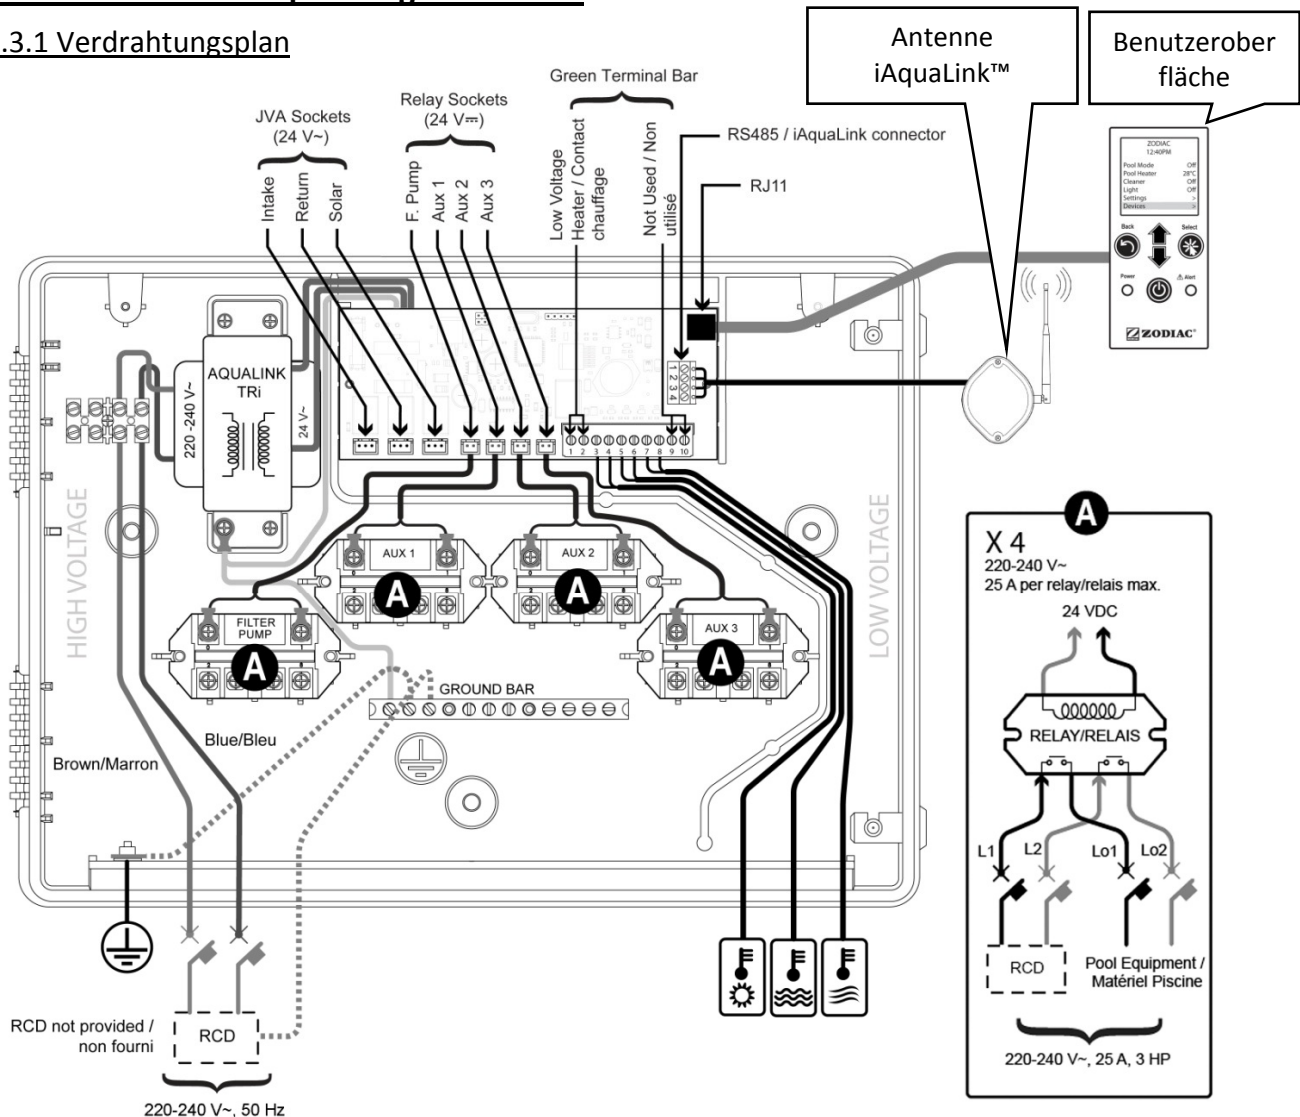 .3.1 Verdrahtungsplan
Antenne
iAquaLink™
Benutzerober
fläche
Green Terminal Bar
JVA Sockets
(24 V~)
Relay Sockets
(24 V⎓)
Intake
Return
Solar
F. Pump
Aux 1
Aux 2
Aux 3
Low Voltage
Heater / Contact
chauffage
Not Used / Non
utilisé
RS485 / iAquaLink connector
RJ11
ZODIAC
12:40PM
Pool Mode Off
Pool Heater 28°C
Cleaner Off
Light Off
Settings >
Devices >
Back
Select
Power
Alert
ZODIAC
AQUALINK
TRi
220 -240 V~
24 V~
1
2
3
4
1 2 3 4 5 6 7 8 9 10
HIGH VOLTAGE
LOW VOLTAGE
AUX 1
A
AUX 2
A
FILTER
PUMP
A
AUX 3
A
GROUND BAR
Blue/Bleu
Brown/Marron
RCD not provided /
non fourni
RCD
220-240 V~, 50 Hz
A
X 4
220-240 V~
25 A per relay/relais max.
24 VDC
RELAY/RELAIS
L1
L2
Lo1
Lo2
RCD
Pool Equipment /
Matériel Piscine
220-240 V~, 25 A, 3 HP